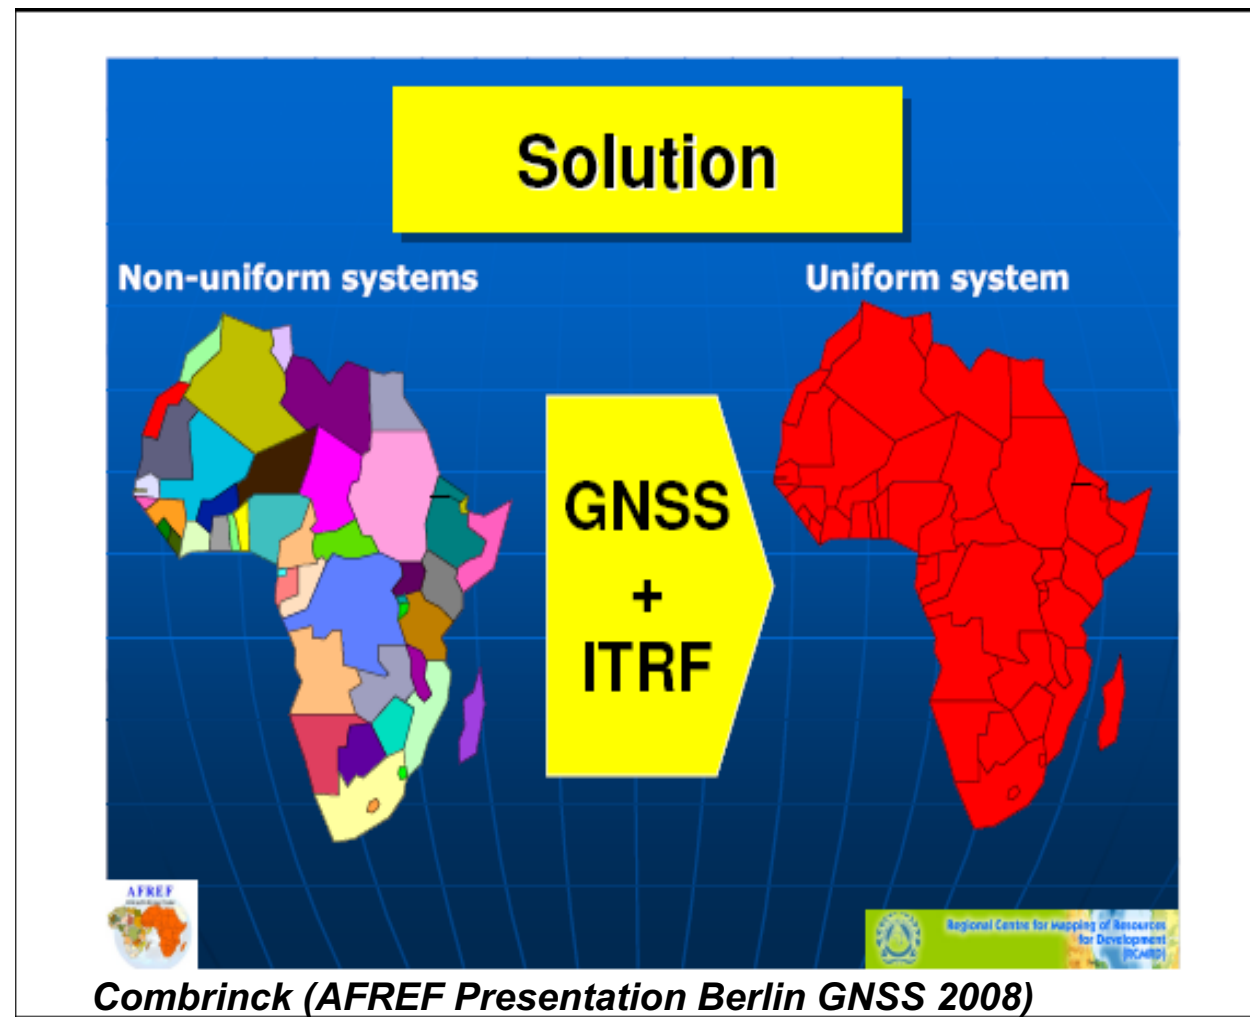 Solution
Non-uniform systems
Uniform system
GNSS
+
ITRF
AFREF
Regional Centre for Mapping of Resources
for Development
(RCMRD)
Combrinck (AFREF Presentation Berlin GNSS 2008)